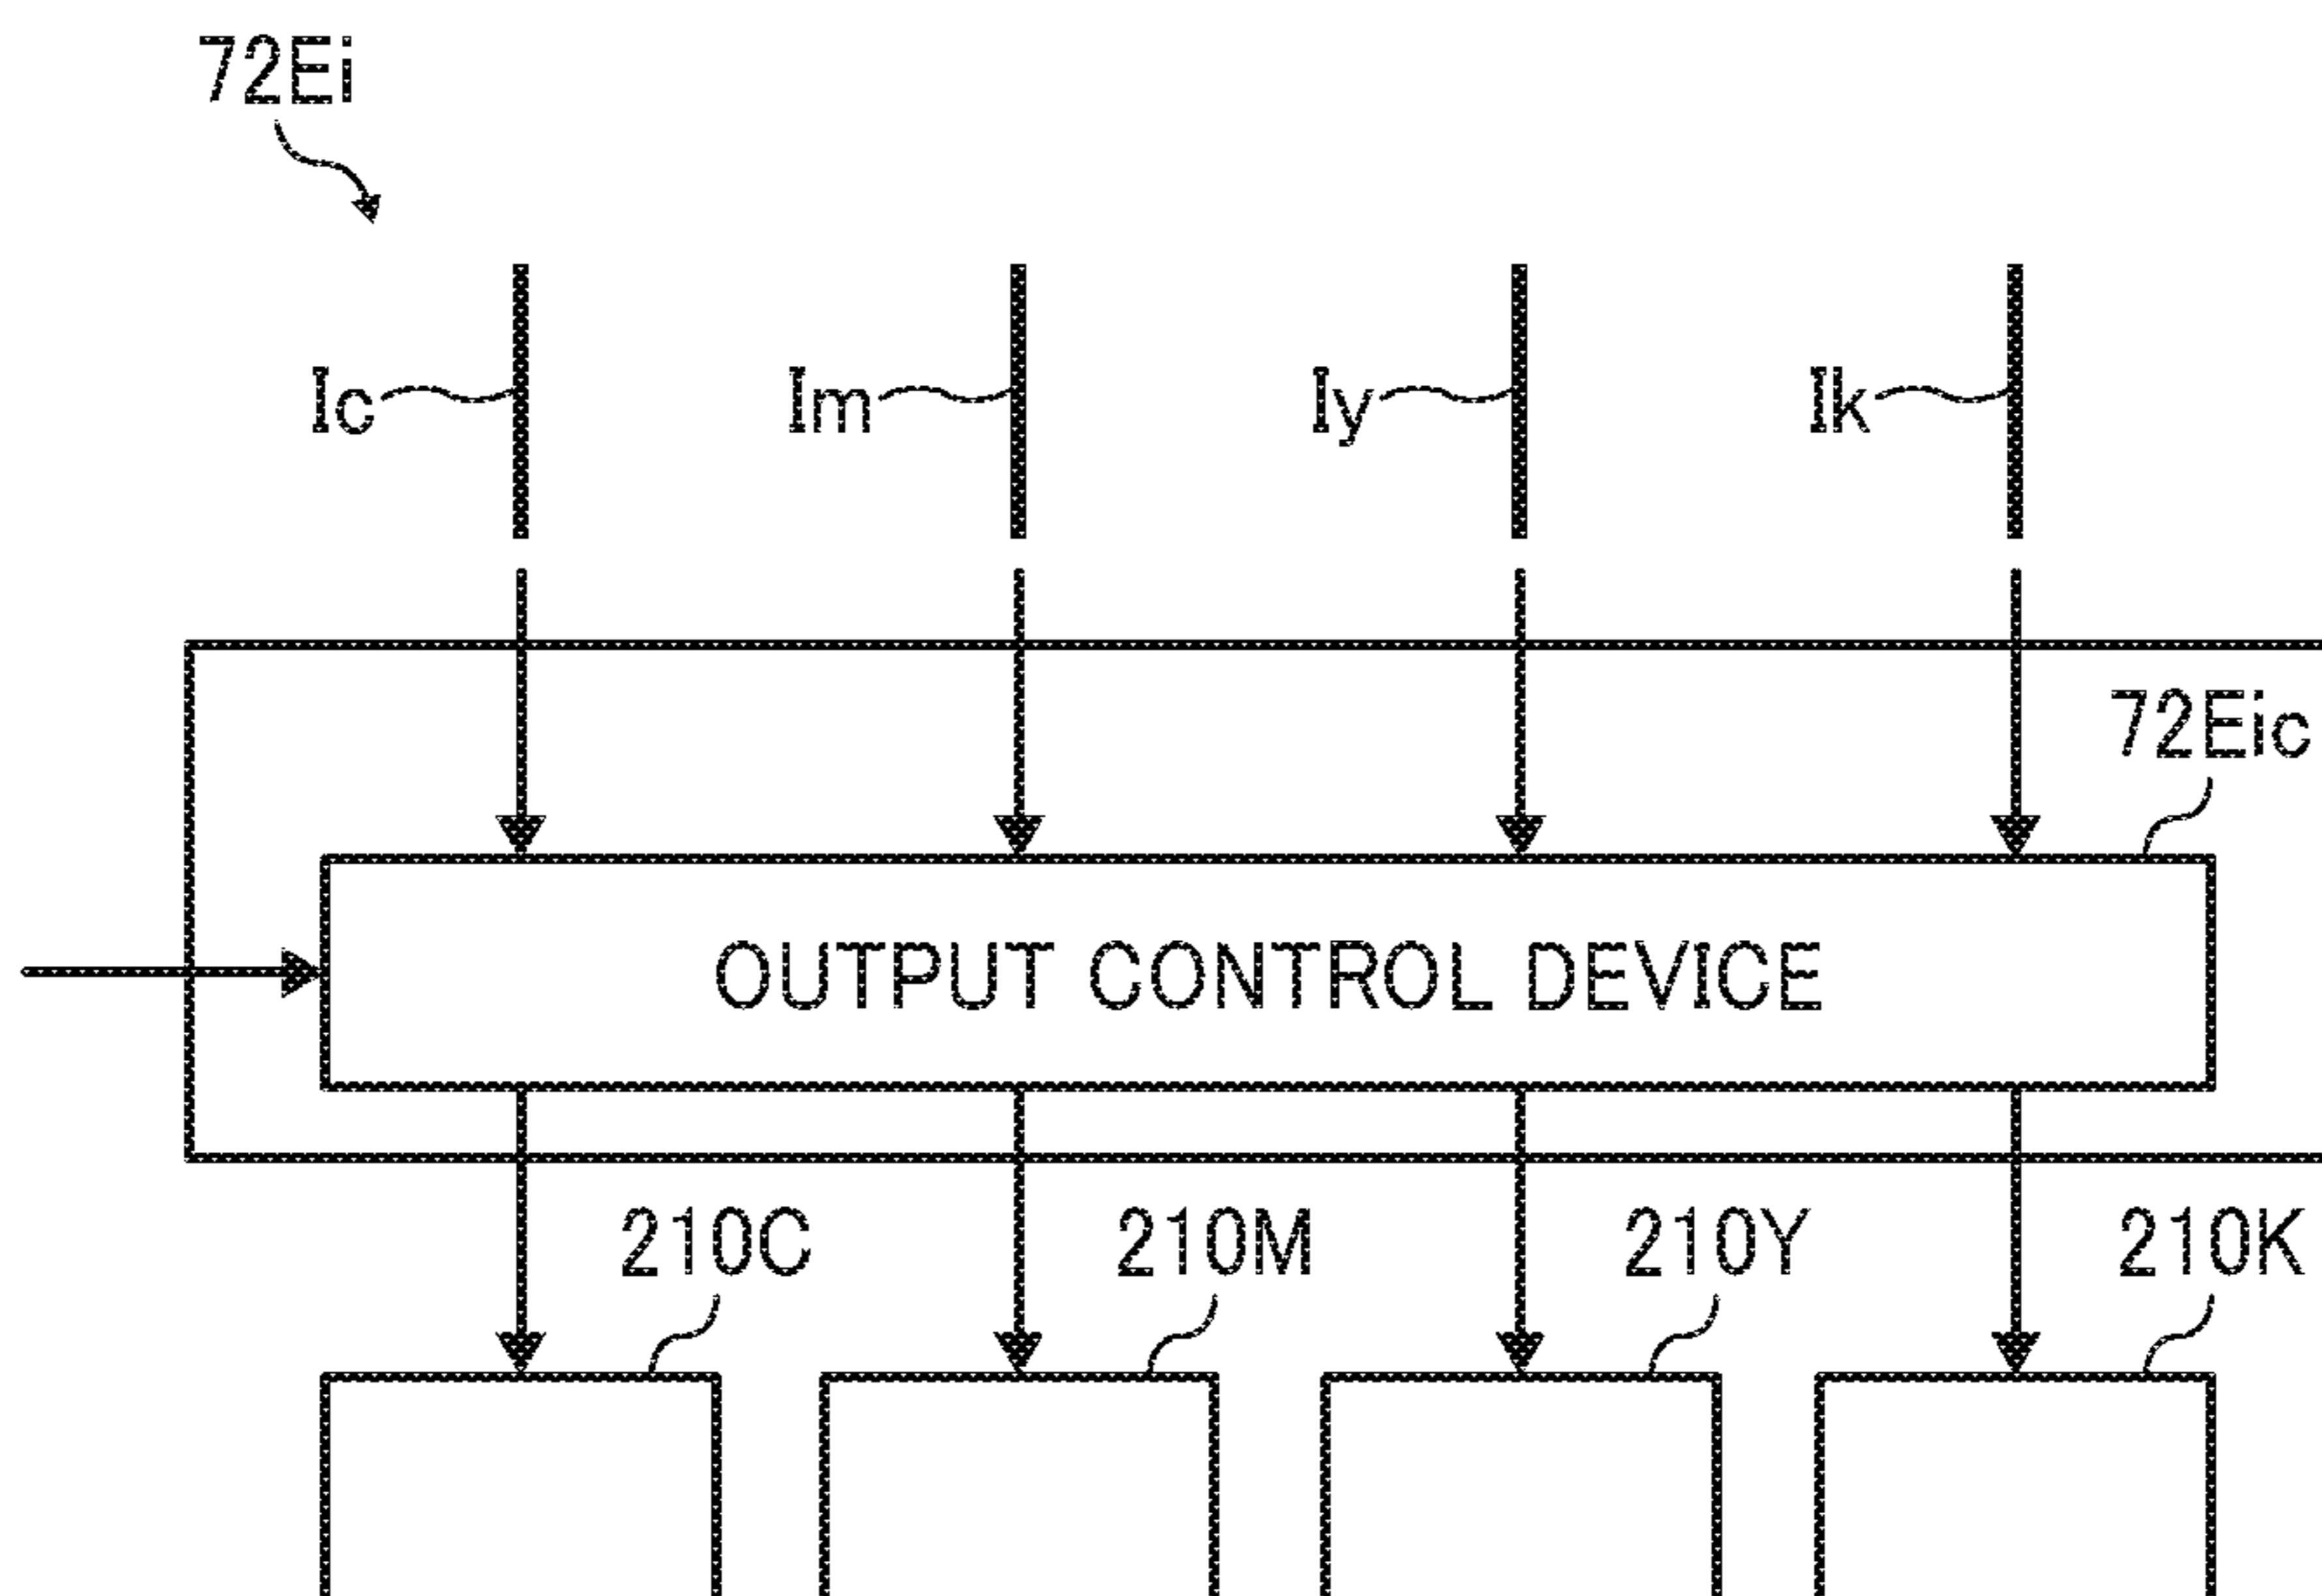 72Ei
Ic Im Iy Ik
72Eic
OUTPUT CONTROL DEVICE
210C 210M 210Y 210K